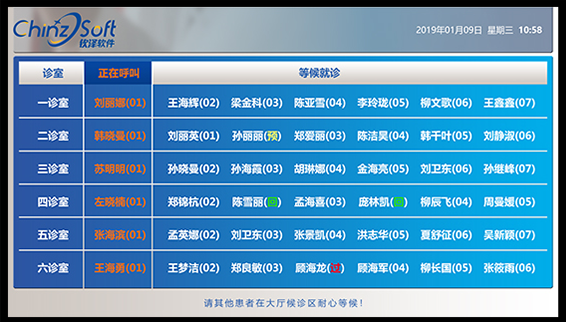 ChinzSoft
钦泽软件
2019年01月09日 星期三 10:58
诊室 正在呼叫 等候就诊
一诊室 刘丽娜(01) 王海辉(02) 梁金科(03) 陈亚雪(04) 李玲珑(05) 柳文歌(06) 王鑫鑫(07)
二诊室 韩晓曼(01) 刘丽英(01) 孙丽丽(预) 郑爱丽(03) 陈洁昊(04) 韩千叶(05) 刘静淑(06)
三诊室 苏明明(01) 孙晓曼(02) 孙海霞(03) 胡琳娜(04) 金海亮(05) 刘卫东(06) 孙继峰(07)
四诊室 左晓楠(01) 郑锦杭(02) 陈雪丽(回) 孟海喜(03) 庞林凯(回) 柳辰飞(04) 周曼媛(05)
五诊室 张海滨(01) 孟英娜(02) 刘卫东(03) 张景凯(04) 洪志华(05) 夏舒征(06) 吴新颖(07)
六诊室 王海勇(01) 王梦洁(02) 郑良敏(03) 顾海龙(过) 顾海军(04) 柳长国(05) 张筱雨(06)
请其他患者在大厅候诊区耐心等候！